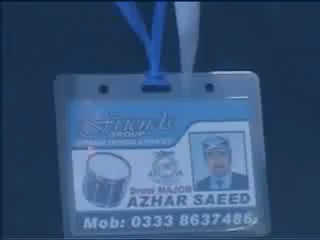 Friends
GROUP
Drum MAJOR
AZHAR SAEED
Mob: 0333 8637486